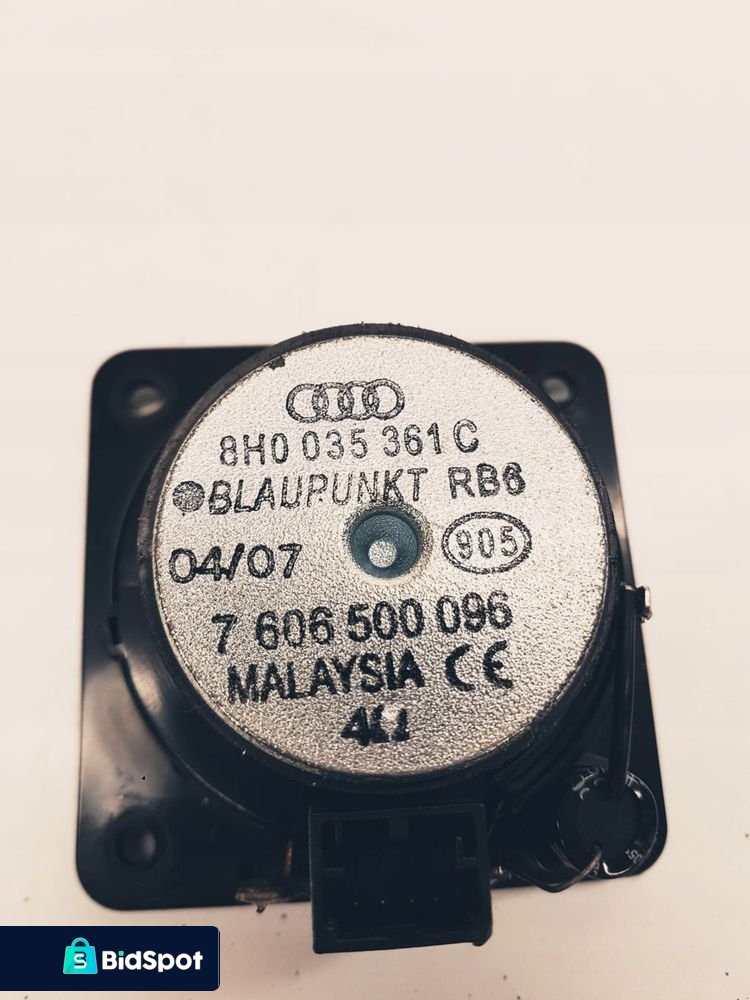 8H0 035 361 C
BLAUPUNKT RB6
04/07
905
7 606 500 096
MALAYSIA CE
BidSpot